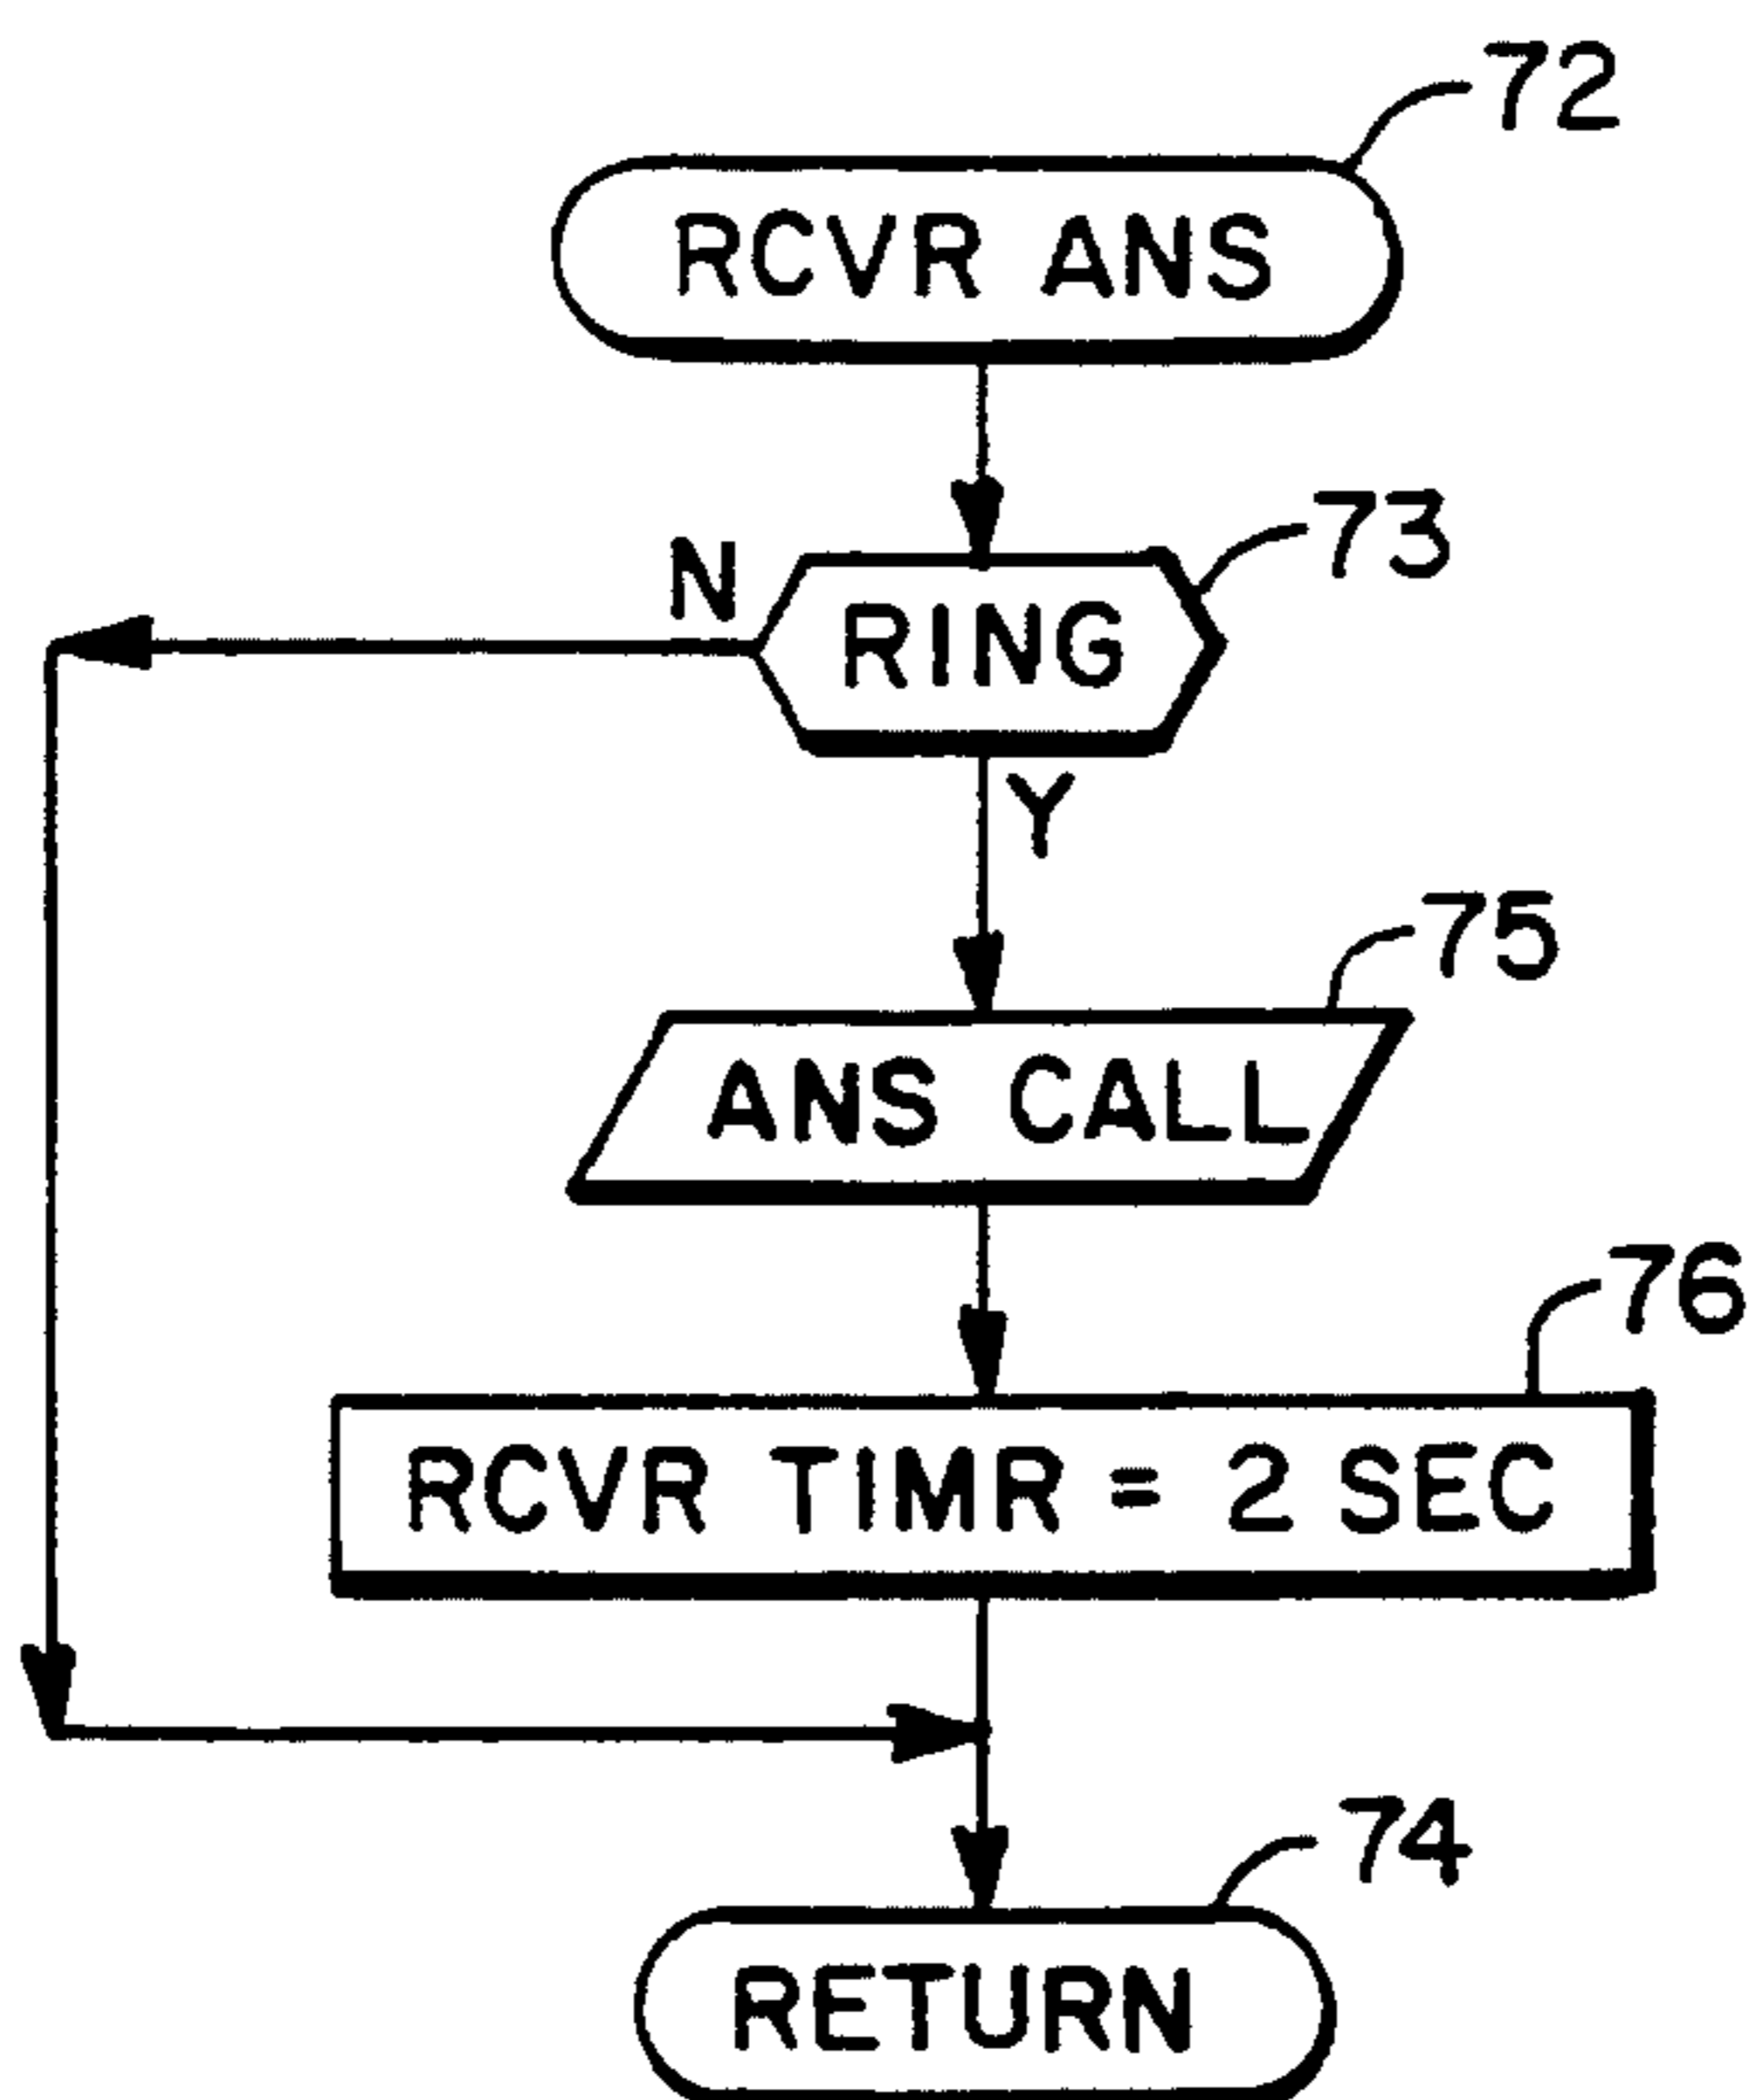 72
RCVR ANS
73
N
RING
Y
75
ANS CALL
76
RCVR TIMR = 2 SEC
74
RETURN